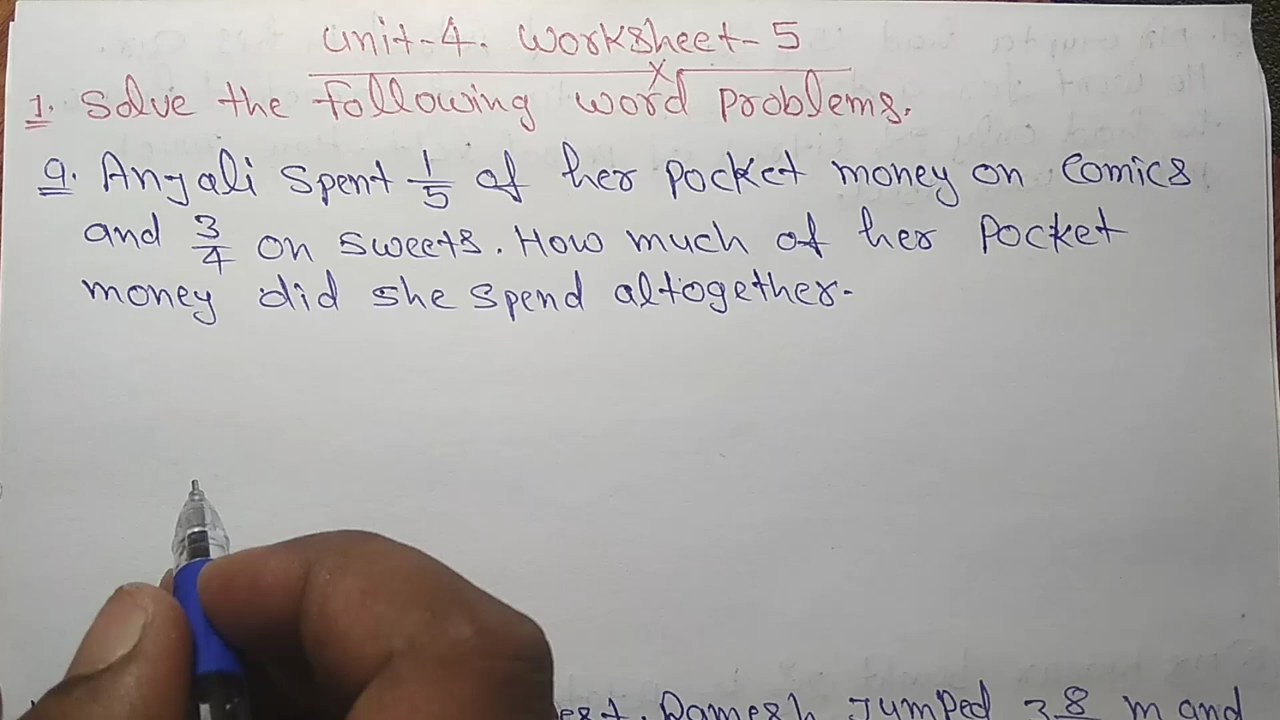 Unit-4. Worksheet-5
1. Solve the following word problems.
a. Anjali spent 1/5 of her pocket money on comics
and 3/4 on sweets. How much of her pocket
money did she spend altogether.
Jumped 3 8 m and